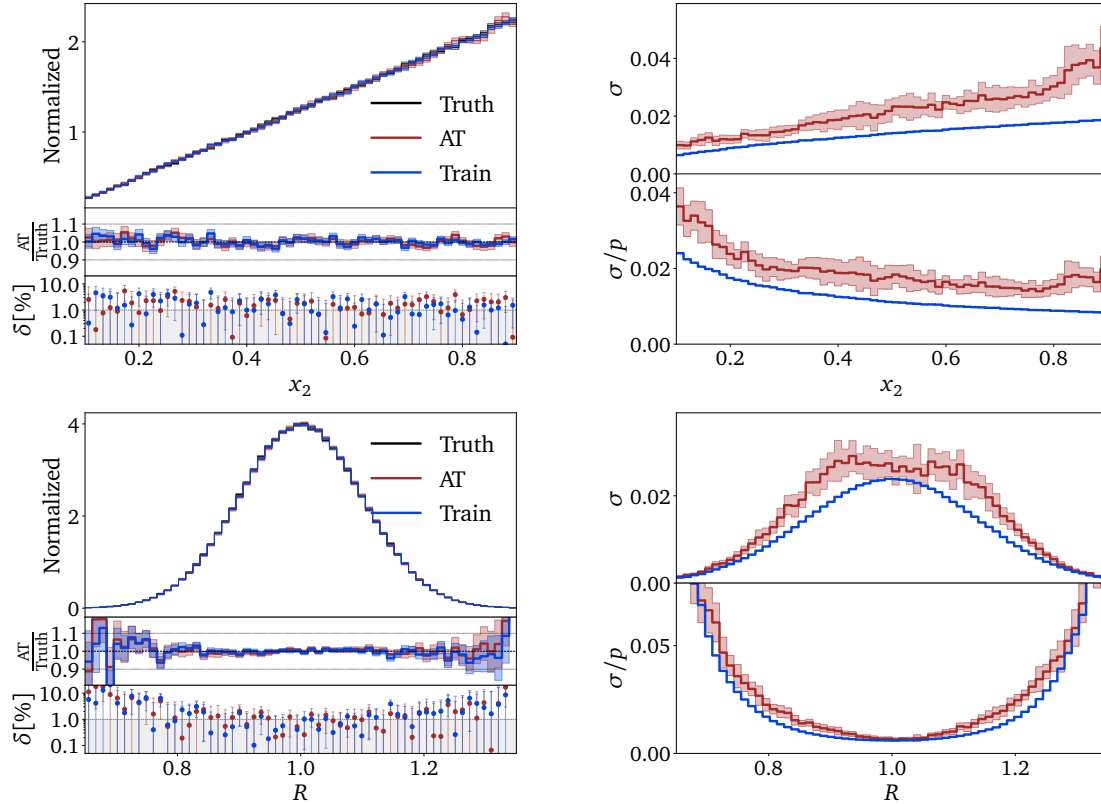 Normalized
2
1
Truth
AT
Train
AT
Truth
1.1
1.0
0.9
δ[%]
10.0
1.0
0.1
0.2
0.4
0.6
0.8
x₂
σ
0.04
0.02
0.00
σ/p
0.04
0.02
0.00
0.2
0.4
0.6
0.8
x₂
Normalized
4
2
0
Truth
AT
Train
AT
Truth
1.1
1.0
0.9
δ[%]
10.0
1.0
0.1
0.8
1.0
1.2
R
σ
0.02
0.00
σ/p
0.05
0.00
0.8
1.0
1.2
R